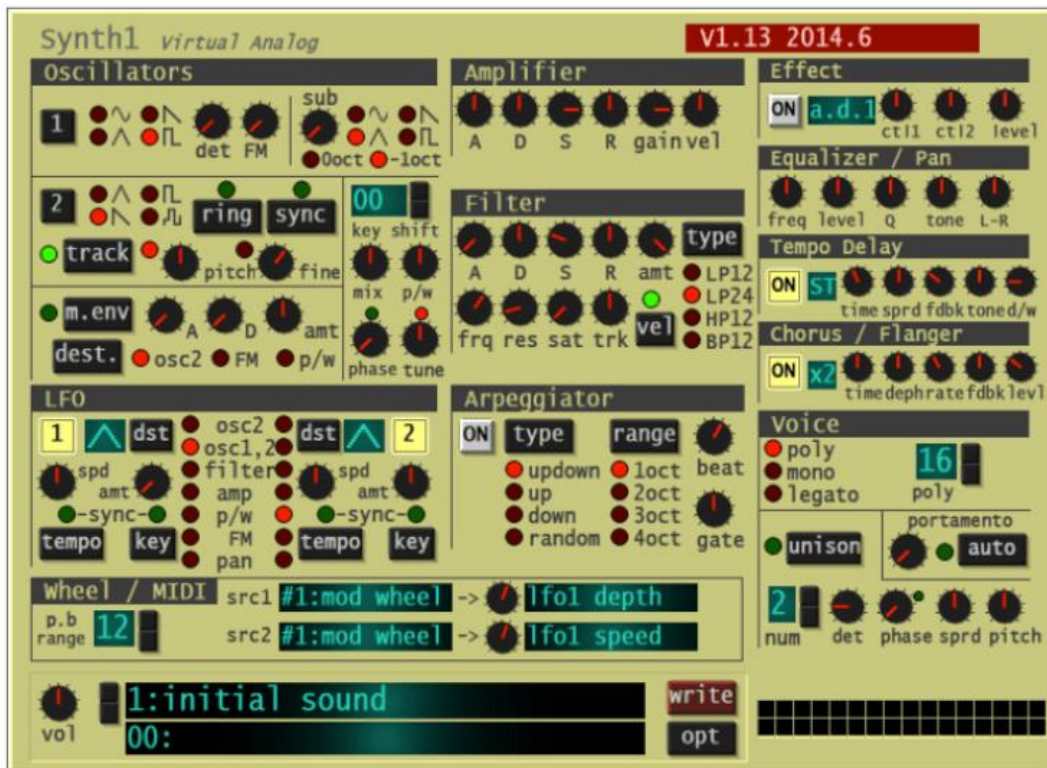 Synth1 Virtual Analog
V1.13 2014.6
Oscillators
1
det FM
sub
0oct -1oct
2
ring sync
track
pitch fine
00
key shift
mix p/w
m.env
A D amt
dest.
osc2 FM p/w
phase tune
Amplifier
A D S R gain vel
Filter
A D S R amt
type
LP12
LP24
HP12
BP12
frq res sat trk
vel
Effect
ON a.d.1
ctl1 ctl2 level
Equalizer / Pan
freq level Q tone L-R
Tempo Delay
ON ST
time sprd fdbk toned/w
Chorus / Flanger
ON x2
timedephrate fdbk levl
LFO
1 dst
spd
amt
-sync-
tempo key
osc2
osc1,2
filter
amp
p/w
FM
pan
dst 2
spd
amt
-sync-
tempo key
Arpeggiator
ON type range
updown
up
down
random
1oct
2oct
3oct
4oct
beat
gate
Voice
poly
mono
legato
16
poly
unison
portamento
auto
2
num
det phase sprd pitch
Wheel / MIDI
p.b
range
12
src1 #1:mod wheel -> lfo1 depth
src2 #1:mod wheel -> lfo1 speed
vol
1:initial sound
00:
write
opt